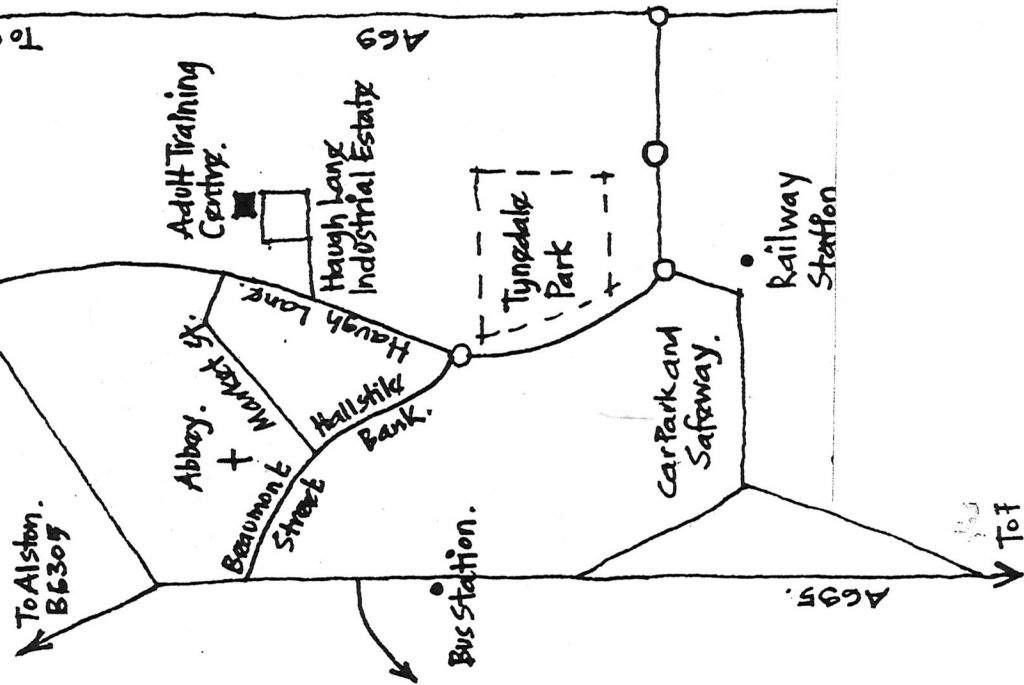 To
A69
Adult Training
Centre.
Haugh Lane
Industrial Estate
Haugh Lane.
Tynedale
Park
Railway
Station
Car Park and
Safeway.
Market St.
Abbey.
Hallstile
Bank.
Beaumont
Street
To Alston.
B6305
Bus Station.
A695.
To